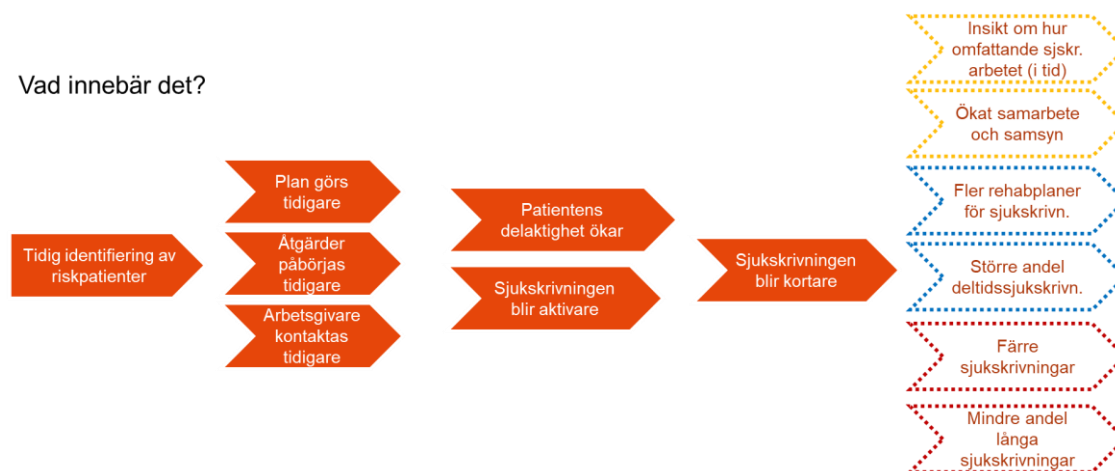 Vad innebär det?
Tidig identifiering av
riskpatienter
Plan görs
tidigare
Åtgärder
påbörjas
tidigare
Arbetsgivare
kontaktas
tidigare
Patientens
delaktighet ökar
Sjukskrivningen
blir aktivare
Sjukskrivningen
blir kortare
Insikt om hur
omfattande sjskr.
arbetet (i tid)
Ökat samarbete
och samsyn
Fler rehabplaner
för sjukskrivn.
Större andel
deltidssjukskrivn.
Färre
sjukskrivningar
Mindre andel
långa
sjukskrivningar